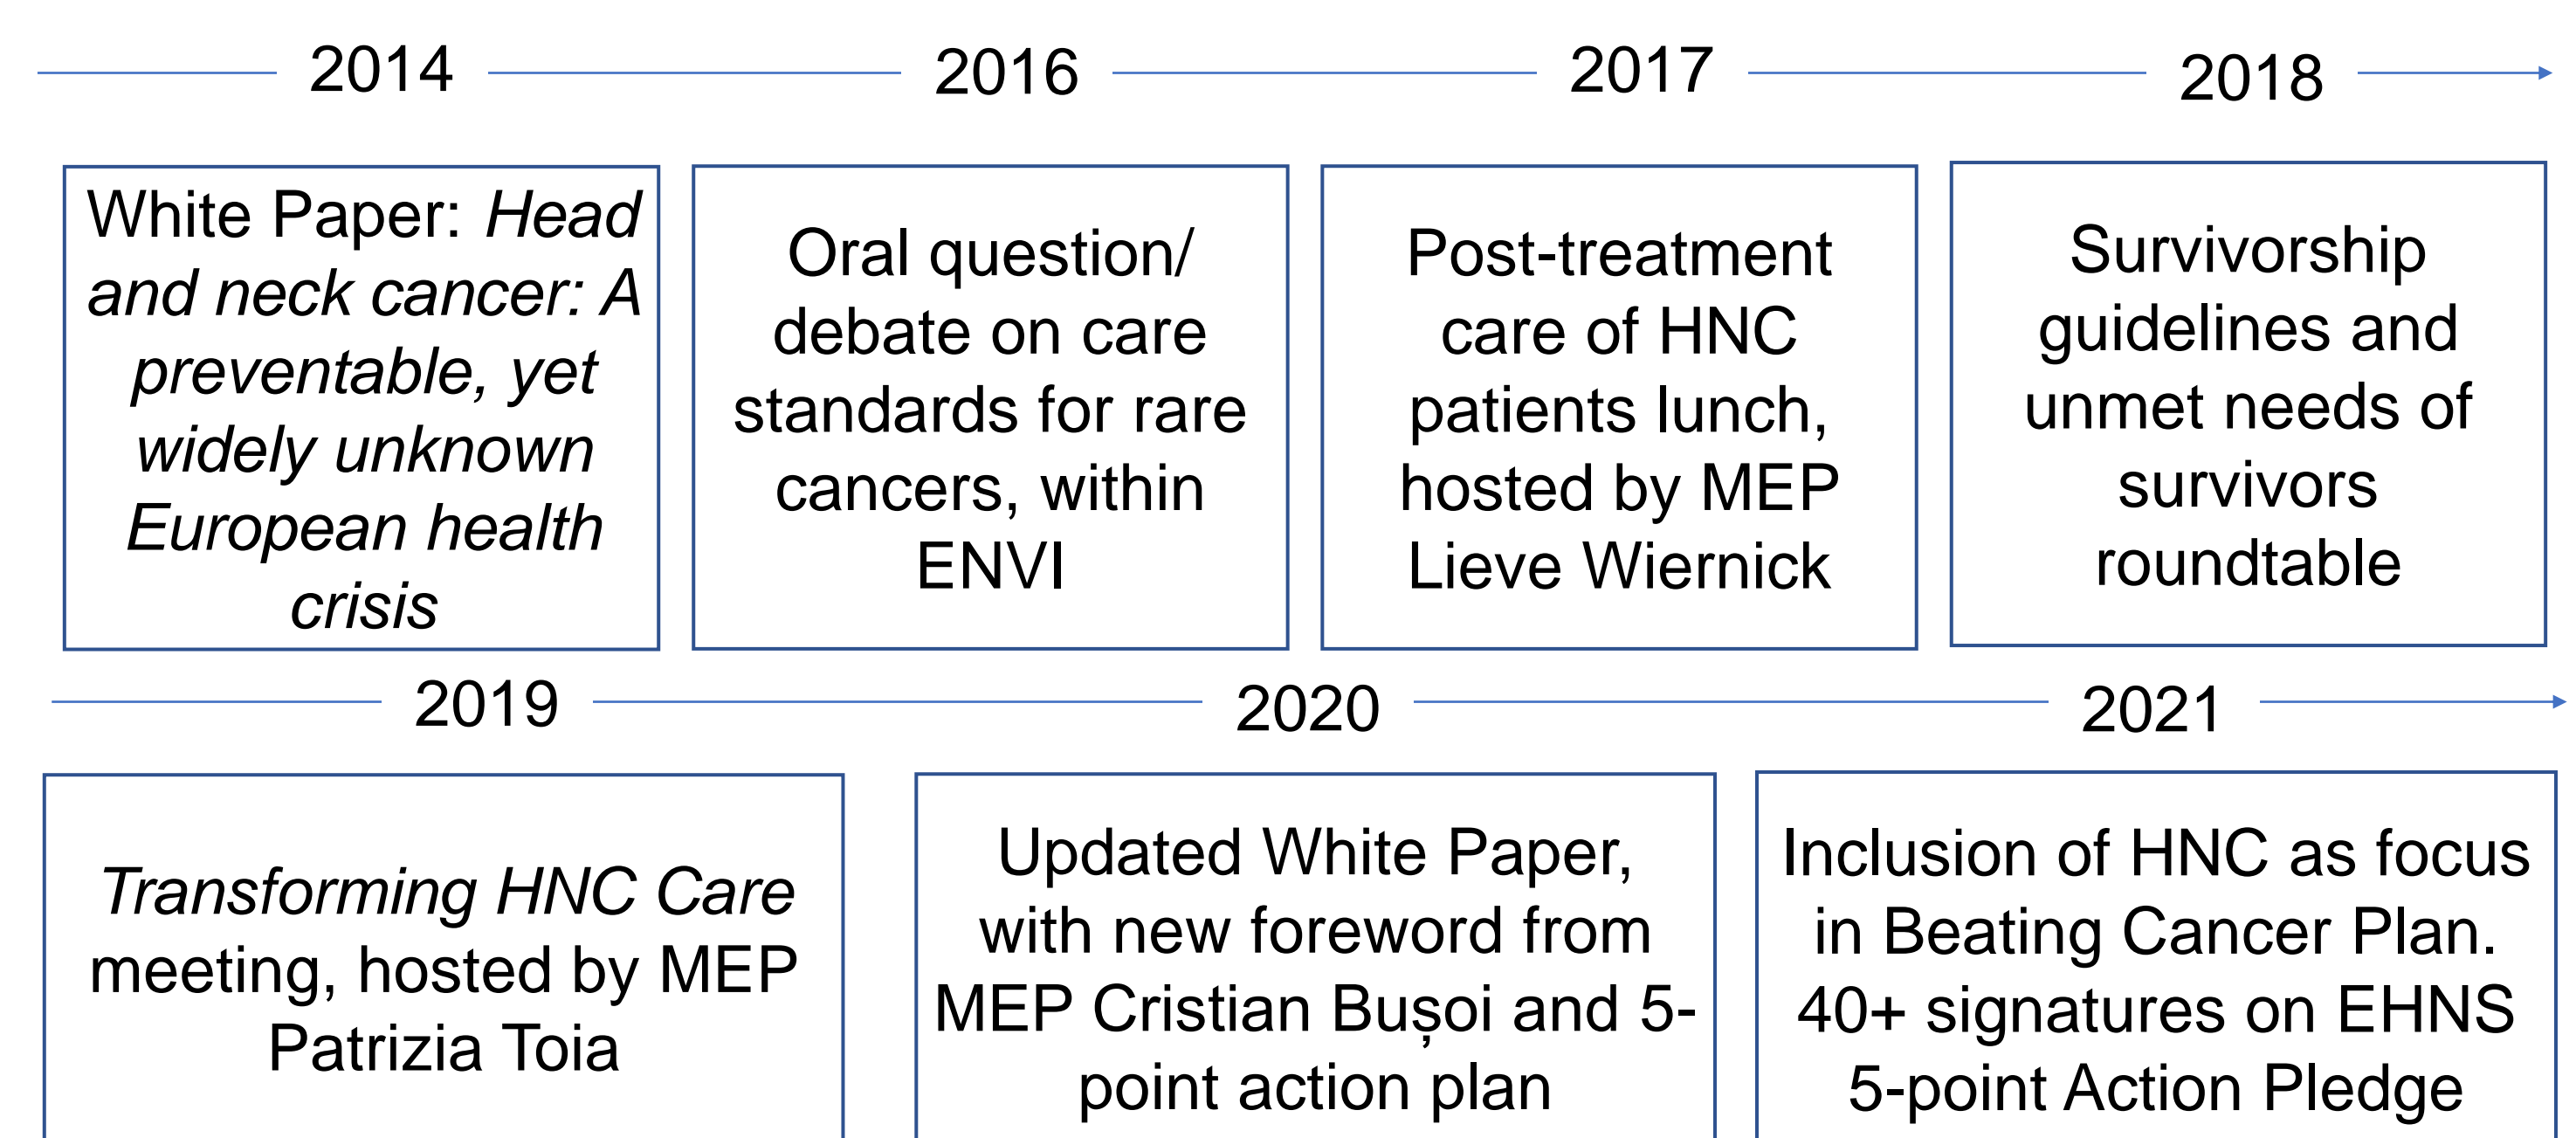 2014
2016
2017
2018
White Paper: Head
and neck cancer: A
preventable, yet
widely unknown
European health
crisis
Oral question/
debate on care
standards for rare
cancers, within
ENVI
Post-treatment
care of HNC
patients lunch,
hosted by MEP
Lieve Wiernick
Survivorship
guidelines and
unmet needs of
survivors
roundtable
2019
2020
2021
Transforming HNC Care
meeting, hosted by MEP
Patrizia Toia
Updated White Paper,
with new foreword from
MEP Cristian Bușoi and 5-
point action plan
Inclusion of HNC as focus
in Beating Cancer Plan.
40+ signatures on EHNS
5-point Action Pledge